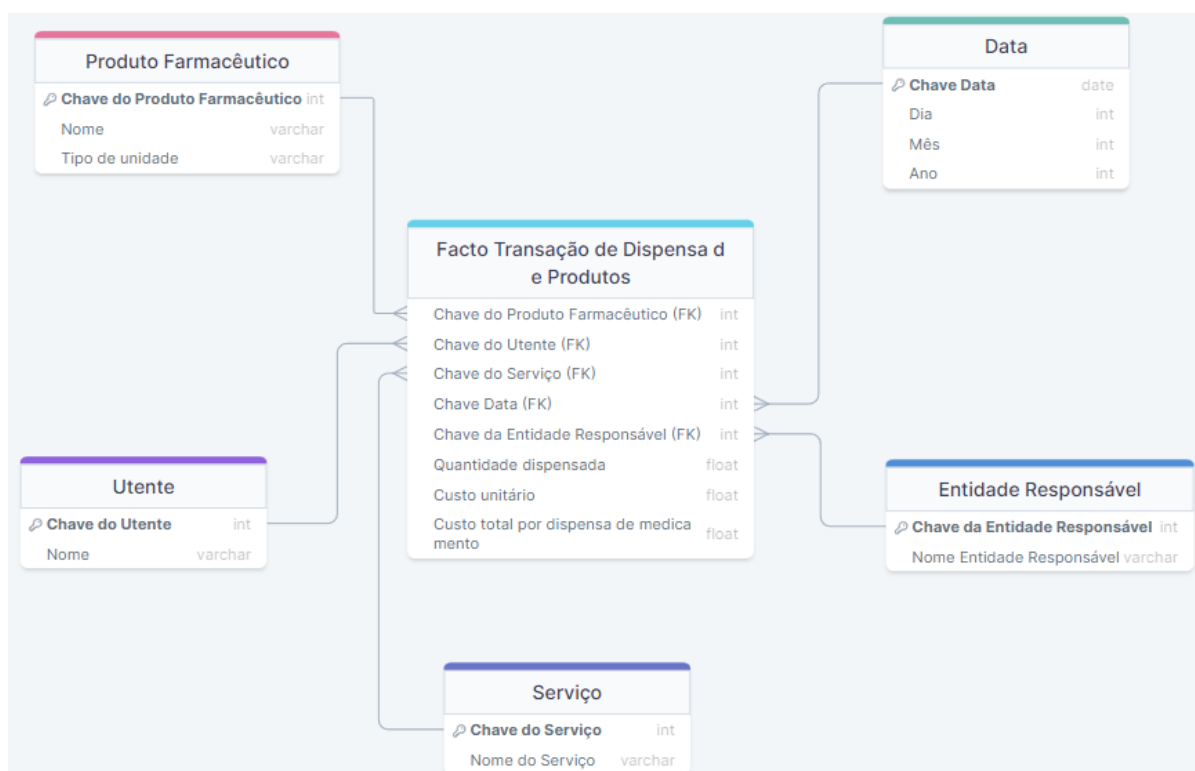 Produto Farmacêutico
Chave do Produto Farmacêutico int
Nome varchar
Tipo de unidade varchar
Data
Chave Data date
Dia int
Mês int
Ano int
Facto Transação de Dispensa d
e Produtos
Chave do Produto Farmacêutico (FK) int
Chave do Utente (FK) int
Chave do Serviço (FK) int
Chave Data (FK) int
Chave da Entidade Responsável (FK) int
Quantidade dispensada float
Custo unitário float
Custo total por dispensa de medica
mento float
Utente
Chave do Utente int
Nome varchar
Entidade Responsável
Chave da Entidade Responsável int
Nome Entidade Responsável varchar
Serviço
Chave do Serviço int
Nome do Serviço varchar